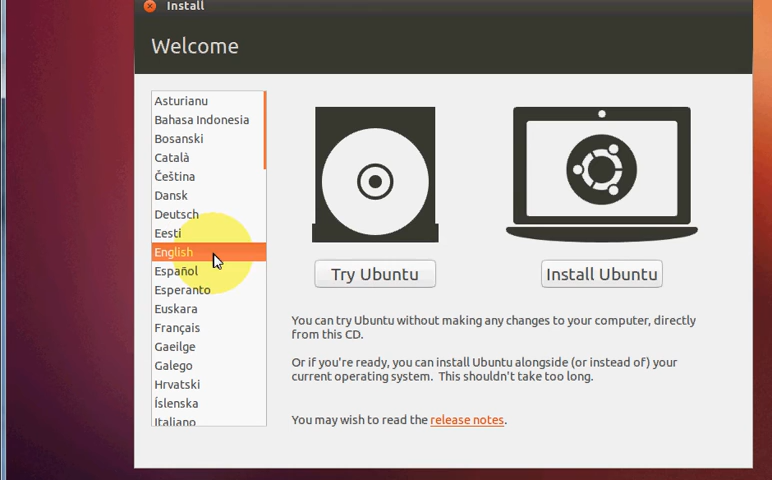 Install
Welcome
Asturianu
Bahasa Indonesia
Bosanski
Català
Čeština
Dansk
Deutsch
Eesti
English
Español
Esperanto
Euskara
Français
Gaeilge
Galego
Hrvatski
Íslenska
Italiano
Try Ubuntu
Install Ubuntu
You can try Ubuntu without making any changes to your computer, directly
from this CD.
Or if you're ready, you can install Ubuntu alongside (or instead of) your
current operating system. This shouldn't take too long.
You may wish to read the release notes.